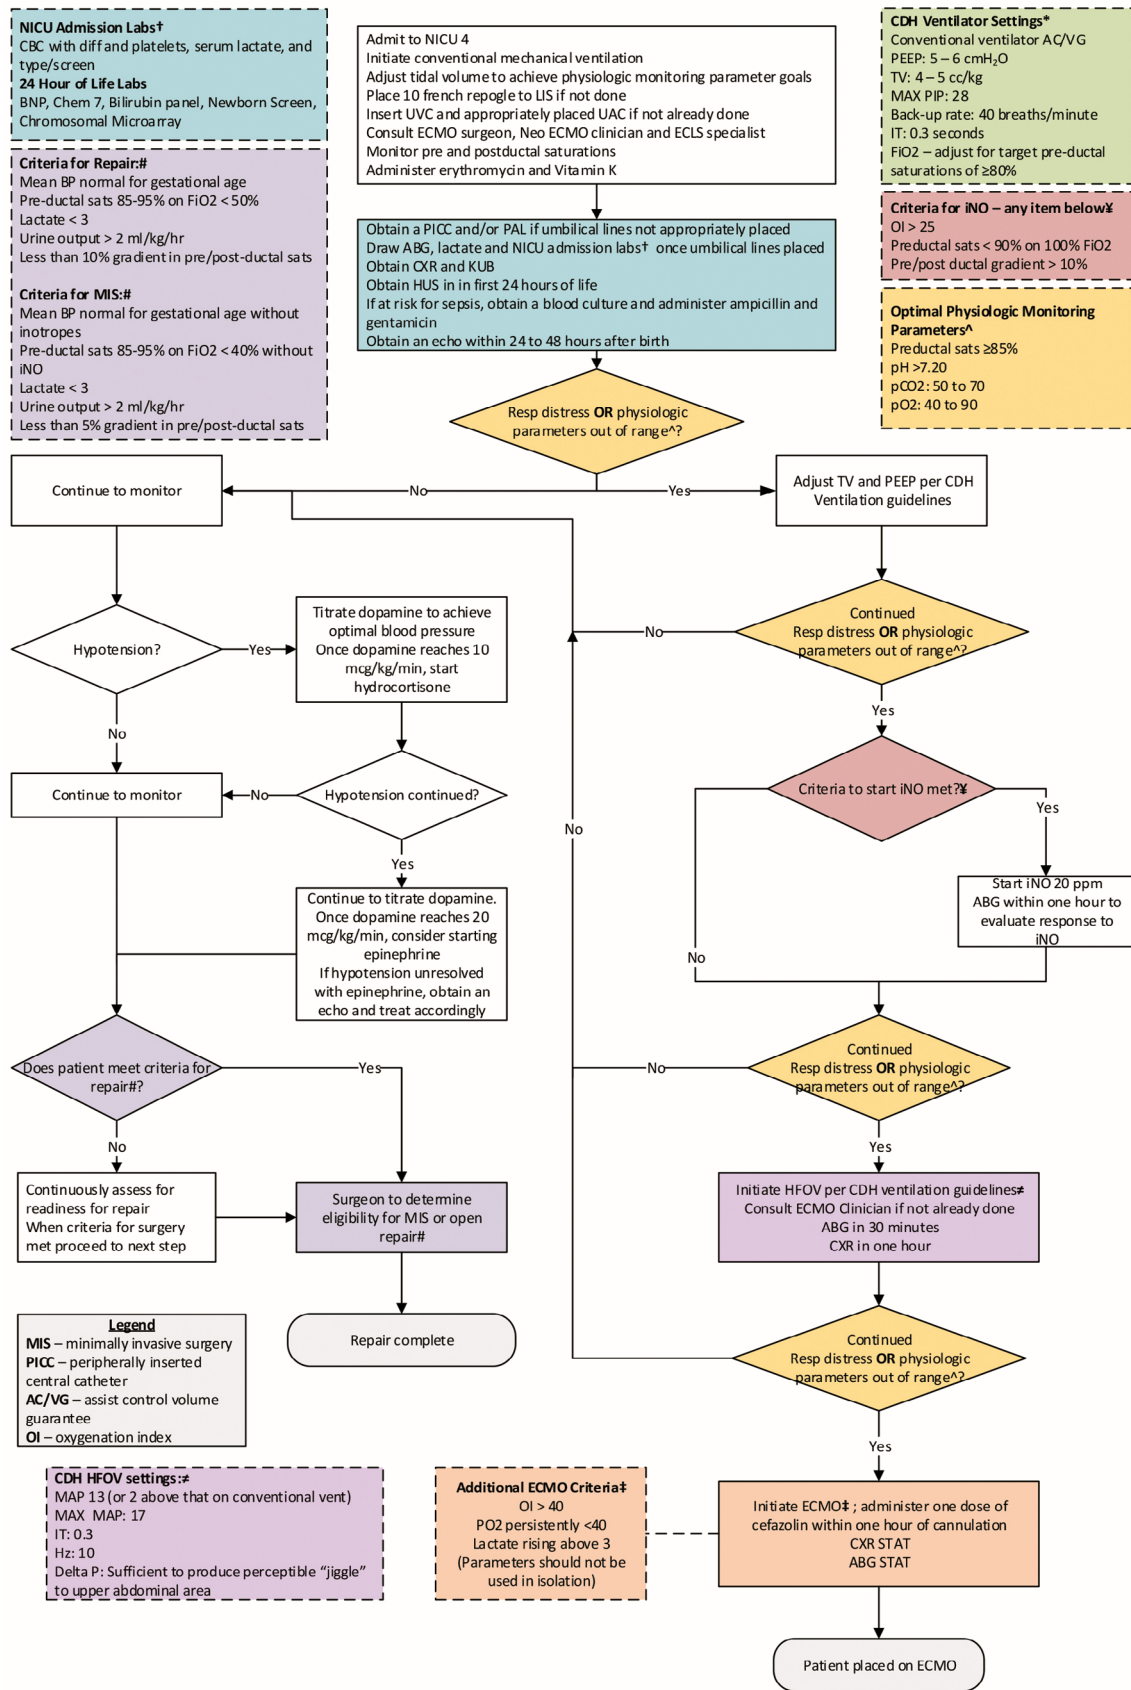 NICU Admission Labs†
CBC with diff and platelets, serum lactate, and
type/screen
24 Hour of Life Labs
BNP, Chem 7, Bilirubin panel, Newborn Screen,
Chromosomal Microarray
Criteria for Repair:#
Mean BP normal for gestational age
Pre-ductal sats 85-95% on FiO2 < 50%
Lactate < 3
Urine output > 2 ml/kg/hr
Less than 10% gradient in pre/post-ductal sats
Criteria for MIS:#
Mean BP normal for gestational age without
inotropes
Pre-ductal sats 85-95% on FiO2 < 40% without
iNO
Lactate < 3
Urine output > 2 ml/kg/hr
Less than 5% gradient in pre/post-ductal sats
Admit to NICU 4
Initiate conventional mechanical ventilation
Adjust tidal volume to achieve physiologic monitoring parameter goals
Place 10 french repogle to LIS if not done
Insert UVC and appropriately placed UAC if not already done
Consult ECMO surgeon, Neo ECMO clinician and ECLS specialist
Monitor pre and postductal saturations
Administer erythromycin and Vitamin K
Obtain a PICC and/or PAL if umbilical lines not appropriately placed
Draw ABG, lactate and NICU admission labs† once umbilical lines placed
Obtain CXR and KUB
Obtain HUS in in first 24 hours of life
If at risk for sepsis, obtain a blood culture and administer ampicillin and
gentamicin
Obtain an echo within 24 to 48 hours after birth
CDH Ventilator Settings*
Conventional ventilator AC/VG
PEEP: 5 – 6 cmH₂O
TV: 4 – 5 cc/kg
MAX PIP: 28
Back-up rate: 40 breaths/minute
IT: 0.3 seconds
FiO2 – adjust for target pre-ductal
saturations of ≥80%
Criteria for iNO – any item below¥
OI > 25
Preductal sats < 90% on 100% FiO2
Pre/post ductal gradient > 10%
Optimal Physiologic Monitoring
Parameters^
Preductal sats ≥85%
pH >7.20
pCO2: 50 to 70
pO2: 40 to 90
Resp distress OR physiologic
parameters out of range^?
No
Yes
Continue to monitor
Adjust TV and PEEP per CDH
Ventilation guidelines
Hypotension?
Yes
Titrate dopamine to achieve
optimal blood pressure
Once dopamine reaches 10
mcg/kg/min, start
hydrocortisone
No
Continued
Resp distress OR physiologic
parameters out of range^?
No
Yes
Continue to monitor
No
Hypotension continued?
Yes
No
Criteria to start iNO met?¥
Yes
No
Start iNO 20 ppm
ABG within one hour to
evaluate response to
iNO
Continue to titrate dopamine.
Once dopamine reaches 20
mcg/kg/min, consider starting
epinephrine
If hypotension unresolved
with epinephrine, obtain an
echo and treat accordingly
Does patient meet criteria for
repair#?
Yes
No
No
Continued
Resp distress OR physiologic
parameters out of range^?
Yes
Continuously assess for
readiness for repair
When criteria for surgery
met proceed to next step
Surgeon to determine
eligibility for MIS or open
repair#
Initiate HFOV per CDH ventilation guidelines≠
Consult ECMO Clinician if not already done
ABG in 30 minutes
CXR in one hour
Repair complete
Continued
Resp distress OR physiologic
parameters out of range^?
Yes
Legend
MIS – minimally invasive surgery
PICC – peripherally inserted
central catheter
AC/VG – assist control volume
guarantee
OI – oxygenation index
CDH HFOV settings:≠
MAP 13 (or 2 above that on conventional vent)
MAX MAP: 17
IT: 0.3
Hz: 10
Delta P: Sufficient to produce perceptible “jiggle”
to upper abdominal area
Additional ECMO Criteria‡
OI > 40
PO2 persistently <40
Lactate rising above 3
(Parameters should not be
used in isolation)
Initiate ECMO‡ ; administer one dose of
cefazolin within one hour of cannulation
CXR STAT
ABG STAT
Patient placed on ECMO